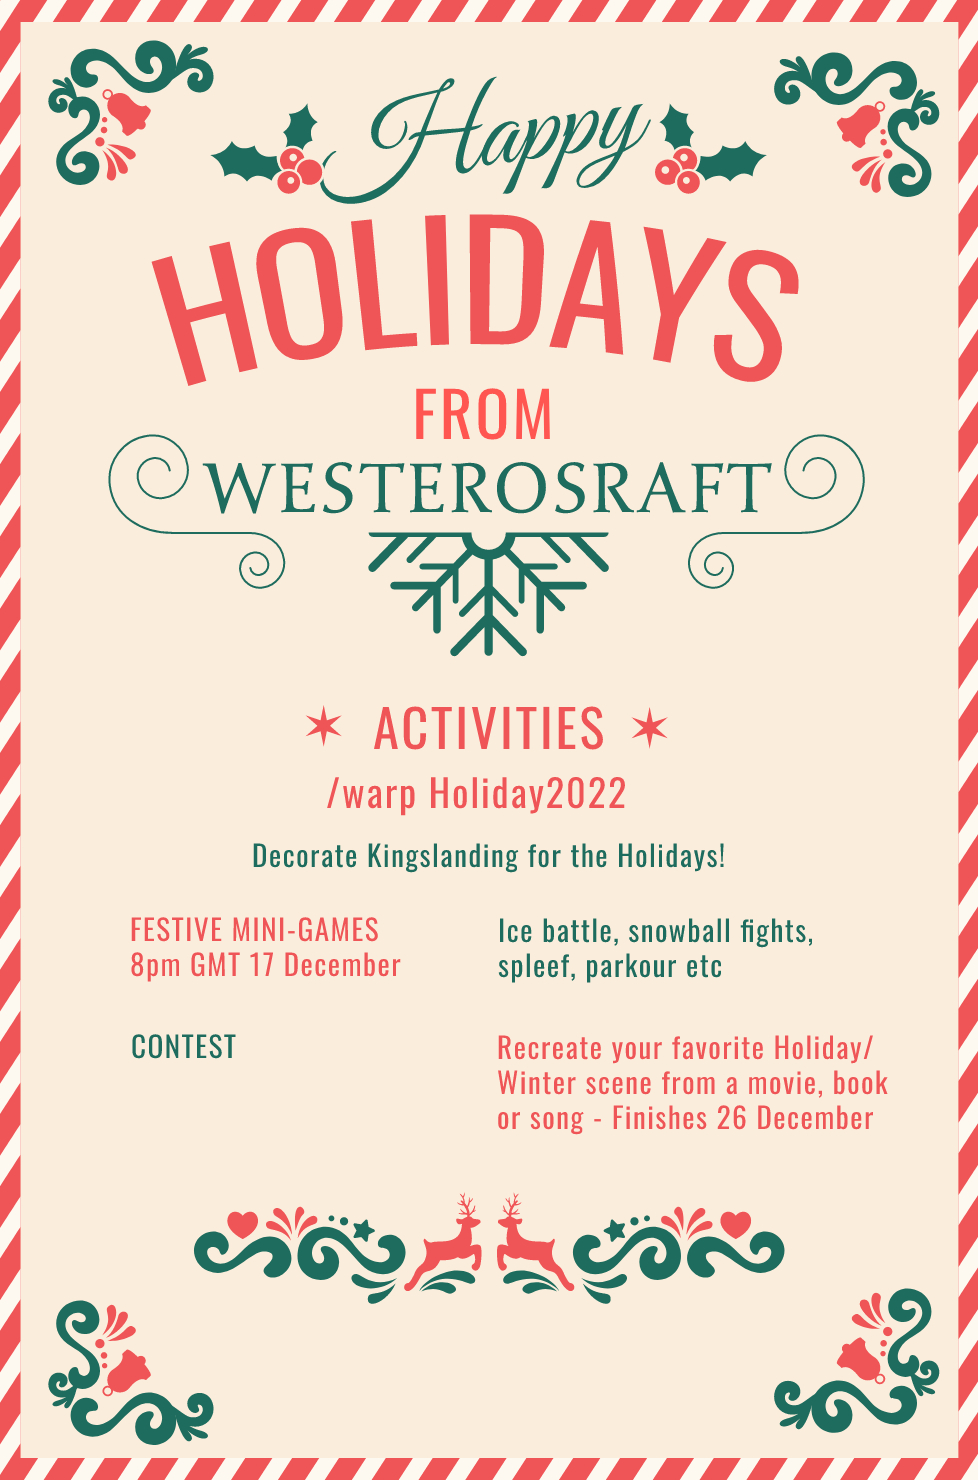 Happy
HOLIDAYS
FROM
WESTEROSRAFT
ACTIVITIES
/warp Holiday2022
Decorate Kingslanding for the Holidays!
FESTIVE MINI-GAMES
8pm GMT 17 December
Ice battle, snowball fights,
spleef, parkour etc
CONTEST
Recreate your favorite Holiday/
Winter scene from a movie, book
or song - Finishes 26 December